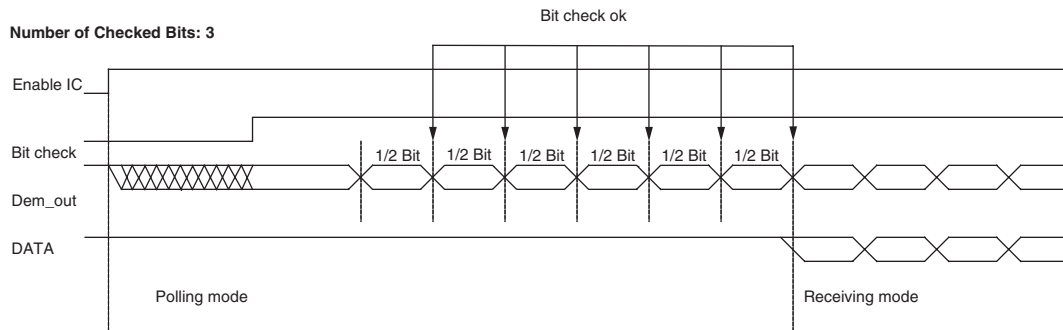 Bit check ok
Number of Checked Bits: 3
Enable IC
Bit check
1/2 Bit 1/2 Bit 1/2 Bit 1/2 Bit 1/2 Bit 1/2 Bit
Dem_out
DATA
Polling mode Receiving mode